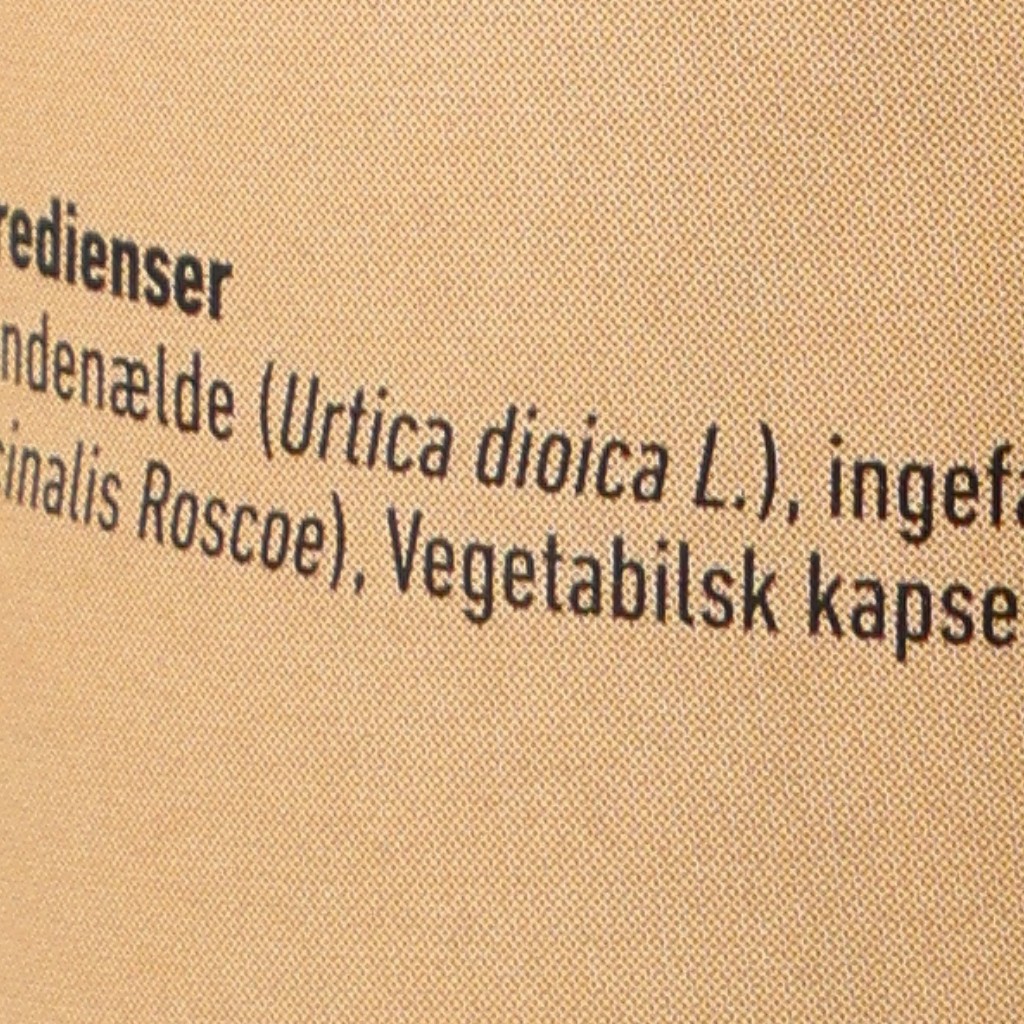 redienser
ndenælde (Urtica dioica L.), ingefa
cinalis Roscoe), Vegetabilsk kapse